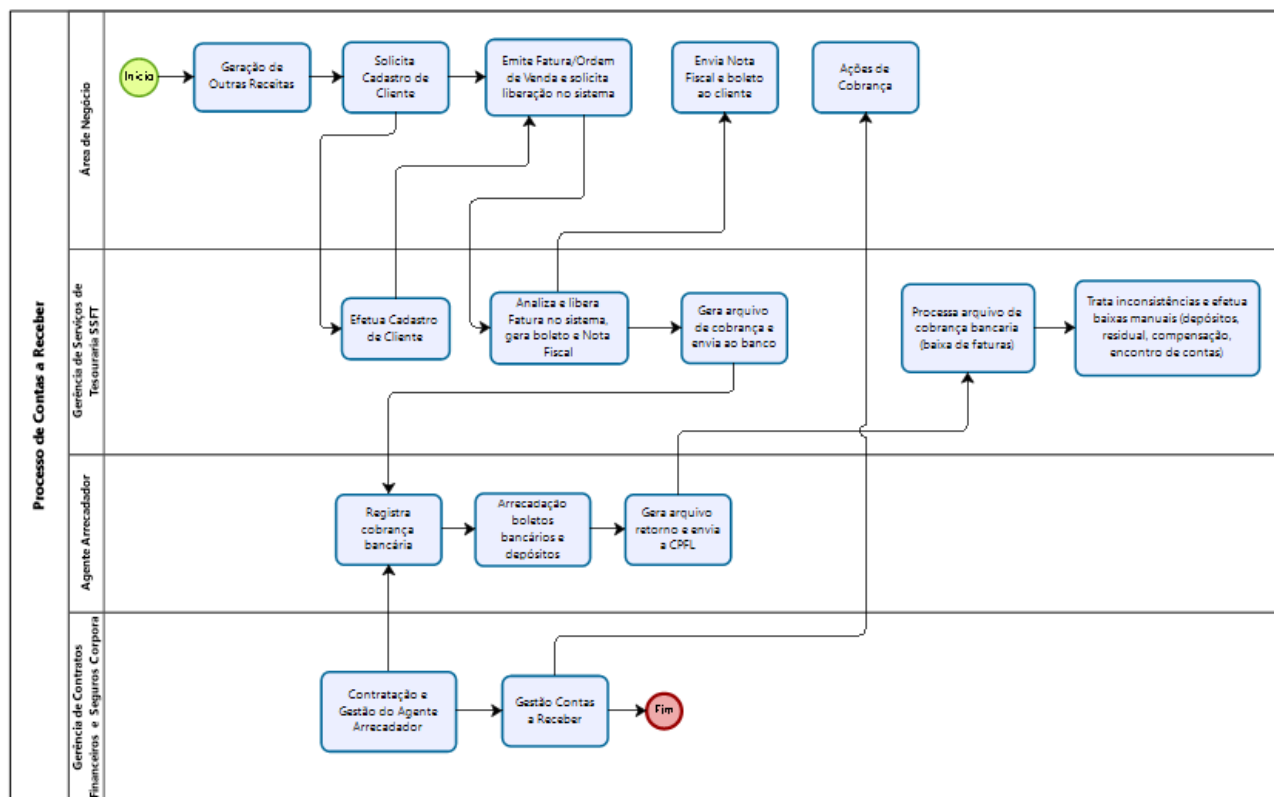 Processo de Contas a Receber
Área de Negócio
Inicio
Geração de
Outras Receitas
Solicita
Cadastro de
Cliente
Emite Fatura/Ordem
de Venda e solicita
liberação no sistema
Envia Nota
Fiscal e boleto
ao cliente
Ações de
Cobrança
Gerência de Serviços de
Tesouraria SSFT
Efetua Cadastro
de Cliente
Analiza e libera
Fatura no sistema,
gera boleto e Nota
Fiscal
Gera arquivo
de cobrança e
envia ao banco
Processa arquivo de
cobrança bancaria
(baixa de faturas)
Trata inconsistências e efetua
baixas manuais (depósitos,
residual, compensação,
encontro de contas)
Agente Arrecadador
Registra
cobrança
bancária
Arrecadação
boletos
bancários e
depósitos
Gera arquivo
retorno e envia
a CPFL
Gerência de Contratos
Financeiros e Seguros Corpora
Contratação e
Gestão do Agente
Arrecadador
Gestão Contas
a Receber
Fim